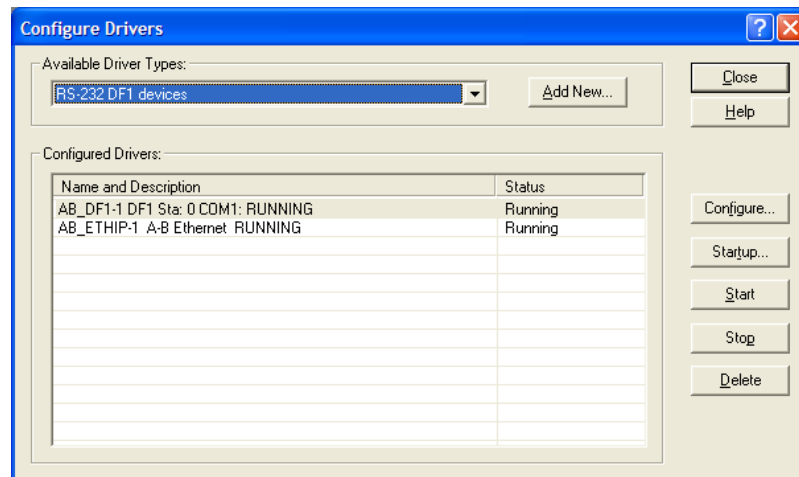 Configure Drivers
Available Driver Types:
RS-232 DF1 devices
Add New...
Close
Help
Configured Drivers:
Name and Description Status
AB_DF1-1 DF1 Sta: 0 COM1: RUNNING Running
AB_ETHIP-1 A-B Ethernet RUNNING Running
Configure...
Startup...
Start
Stop
Delete